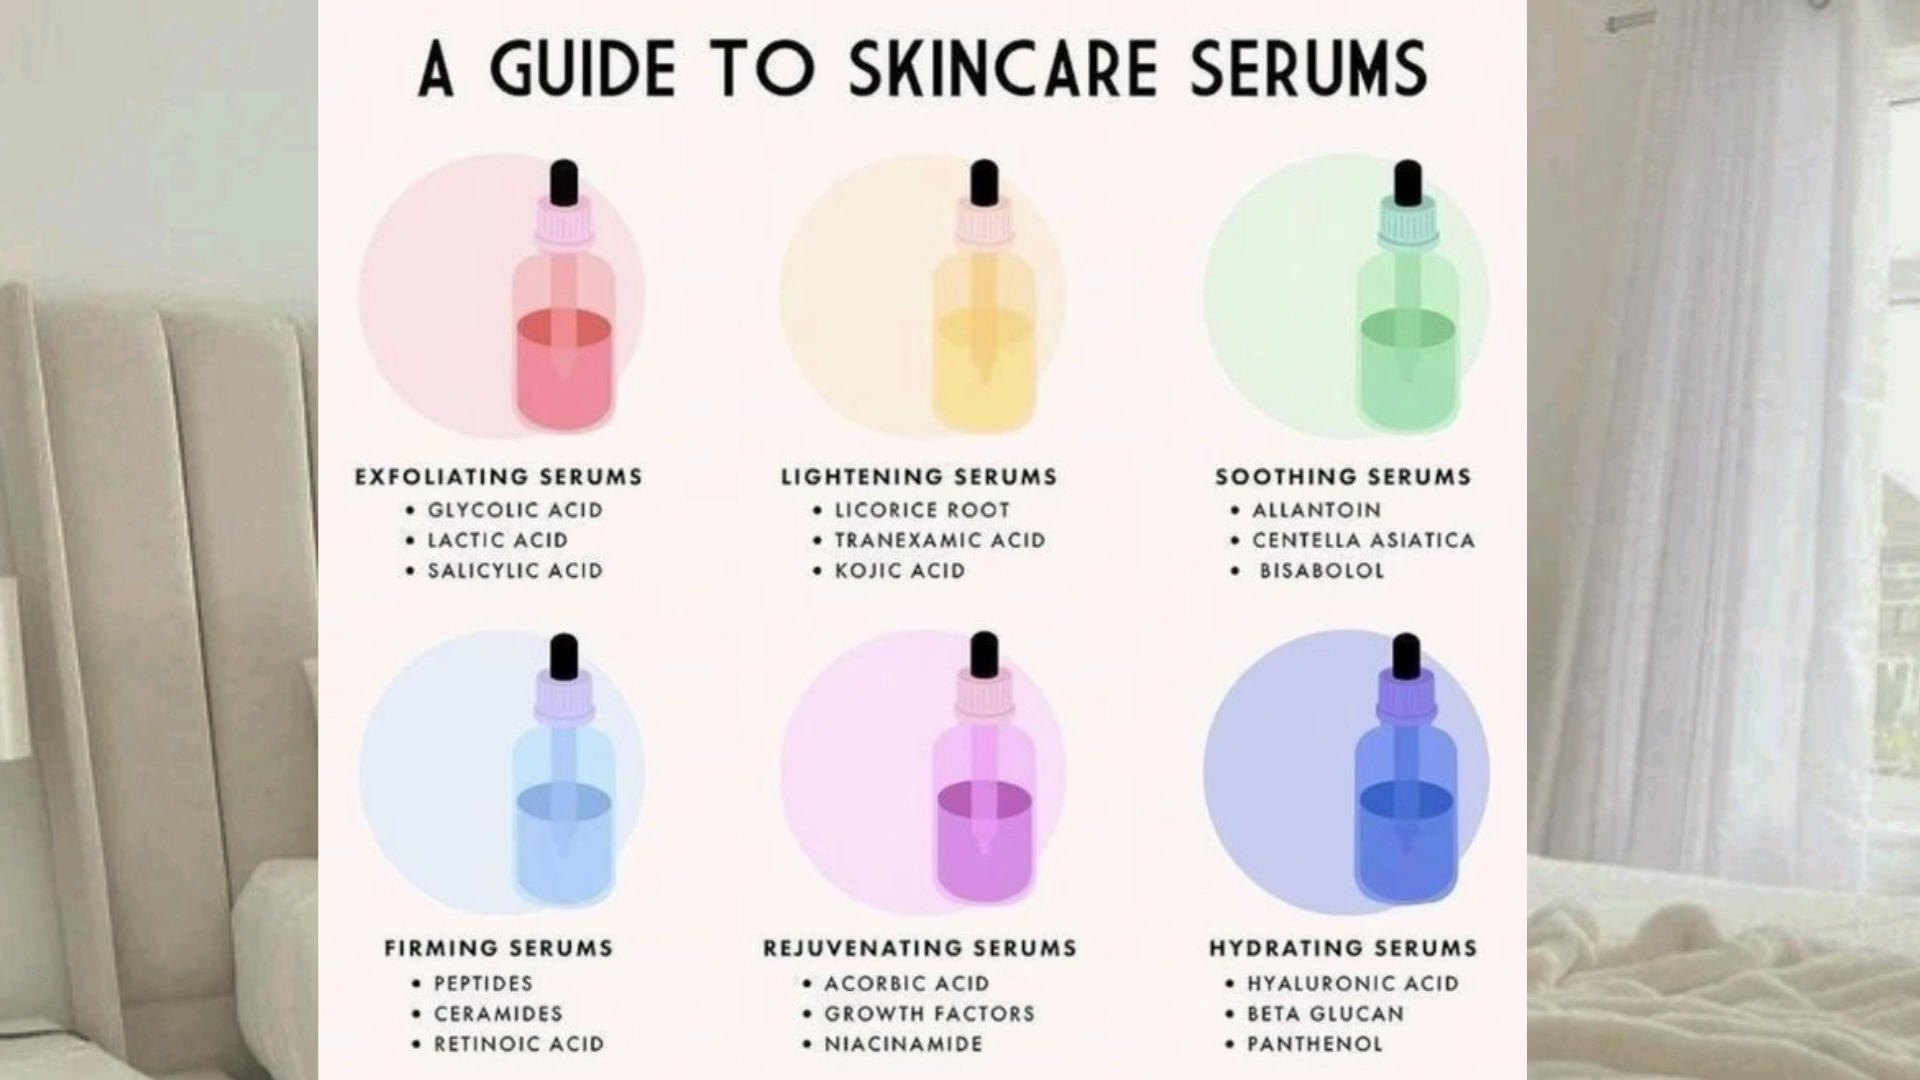 A GUIDE TO SKINCARE SERUMS
EXFOLIATING SERUMS
• GLYCOLIC ACID
• LACTIC ACID
• SALICYLIC ACID
LIGHTENING SERUMS
• LICORICE ROOT
• TRANEXAMIC ACID
• KOJIC ACID
SOOTHING SERUMS
• ALLANTOIN
• CENTELLA ASIATICA
• BISABOLOL
FIRMING SERUMS
• PEPTIDES
• CERAMIDES
• RETINOIC ACID
REJUVENATING SERUMS
• ACORBIC ACID
• GROWTH FACTORS
• NIACINAMIDE
HYDRATING SERUMS
• HYALURONIC ACID
• BETA GLUCAN
• PANTHENOL